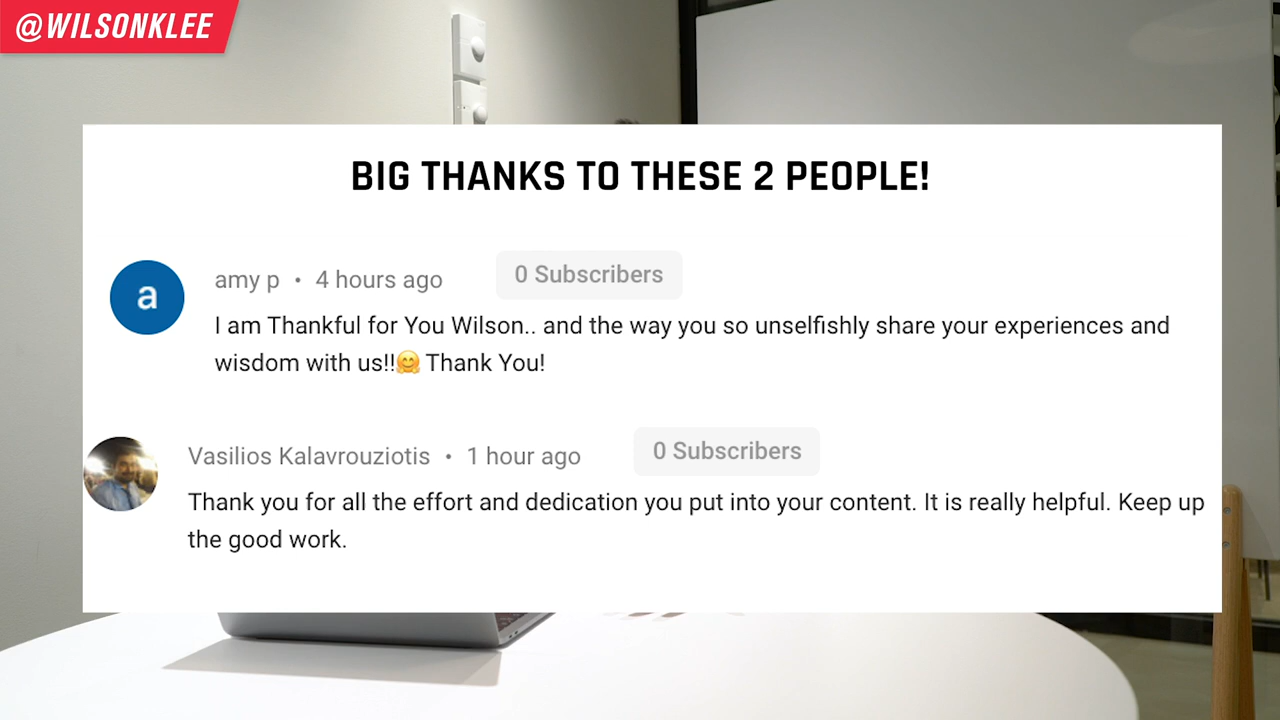 @WILSONKLEE
BIG THANKS TO THESE 2 PEOPLE!
amy p • 4 hours ago 0 Subscribers
I am Thankful for You Wilson.. and the way you so unselfishly share your experiences and
wisdom with us!!🤗 Thank You!
Vasilios Kalavrouziotis • 1 hour ago 0 Subscribers
Thank you for all the effort and dedication you put into your content. It is really helpful. Keep up
the good work.